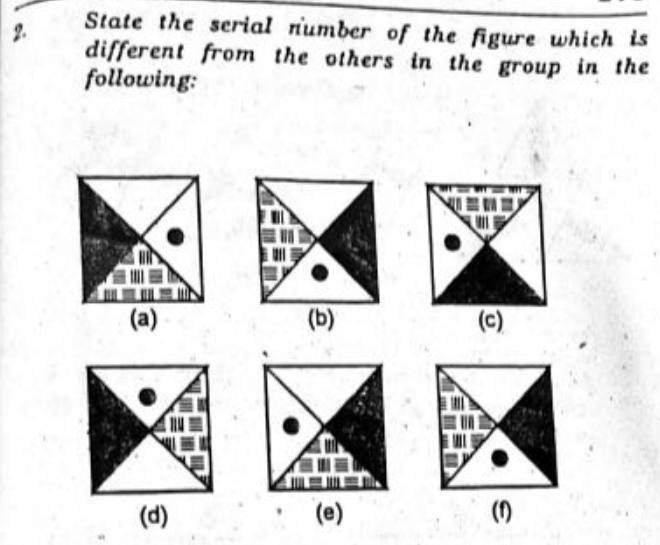 2. State the serial number of the figure which is
different from the others in the group in the
following:
(a) (b) (c)
(d) (e) (f)